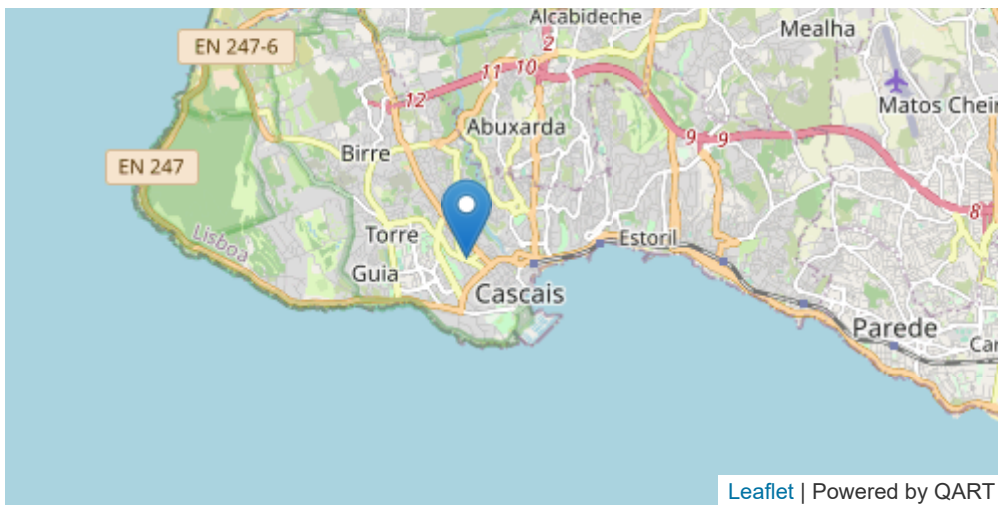 Alcabideche
Mealha
EN 247-6
2
11
10
12
Matos Chei
Abuxarda
9
9
Birre
EN 247
8
Lisboa
Torre
Estoril
Guia
Cascais
Parede
Car
Leaflet | Powered by QART